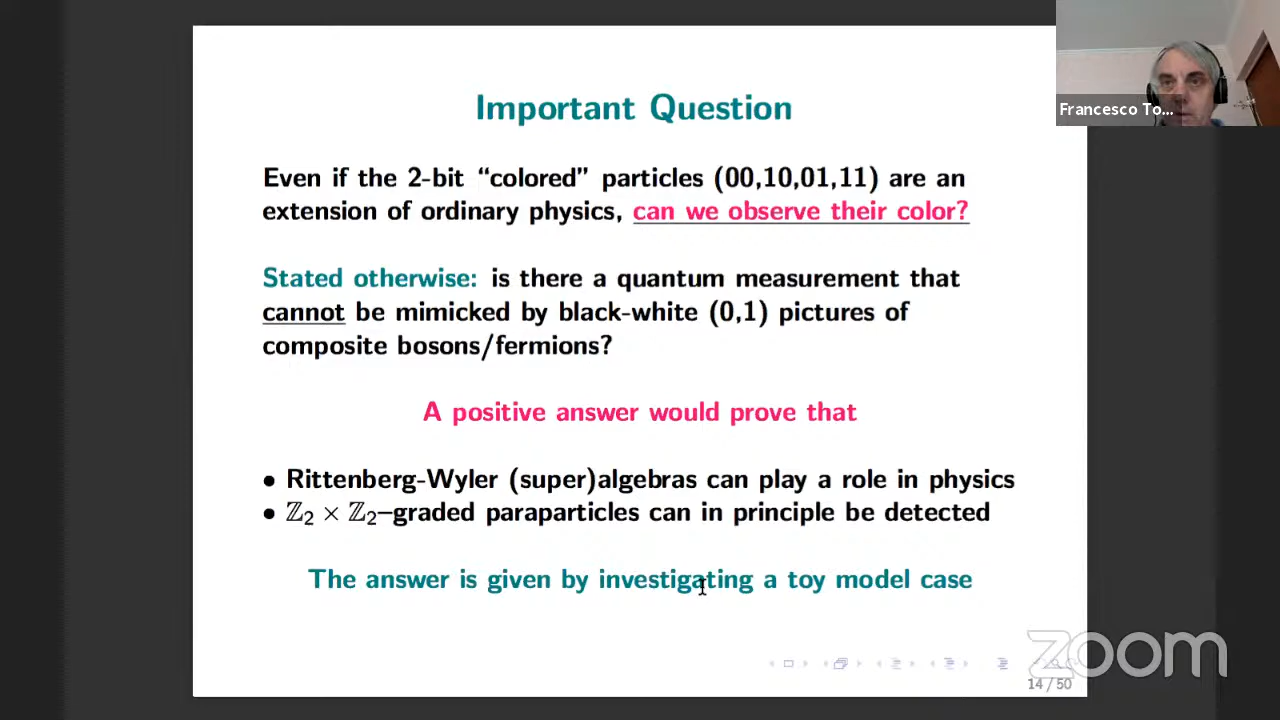 Important Question
Francesco To...
Even if the 2-bit “colored” particles (00,10,01,11) are an
extension of ordinary physics, can we observe their color?
Stated otherwise: is there a quantum measurement that
cannot be mimicked by black-white (0,1) pictures of
composite bosons/fermions?
A positive answer would prove that
• Rittenberg-Wyler (super)algebras can play a role in physics
• ℤ₂ × ℤ₂–graded paraparticles can in principle be detected
The answer is given by investigating a toy model case
zoom
14/50